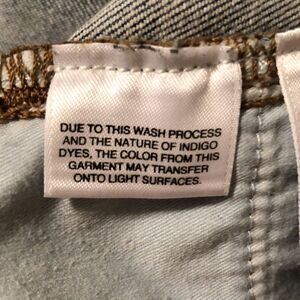 DUE TO THIS WASH PROCESS
AND THE NATURE OF INDIGO
DYES, THE COLOR FROM THIS
GARMENT MAY TRANSFER
ONTO LIGHT SURFACES.